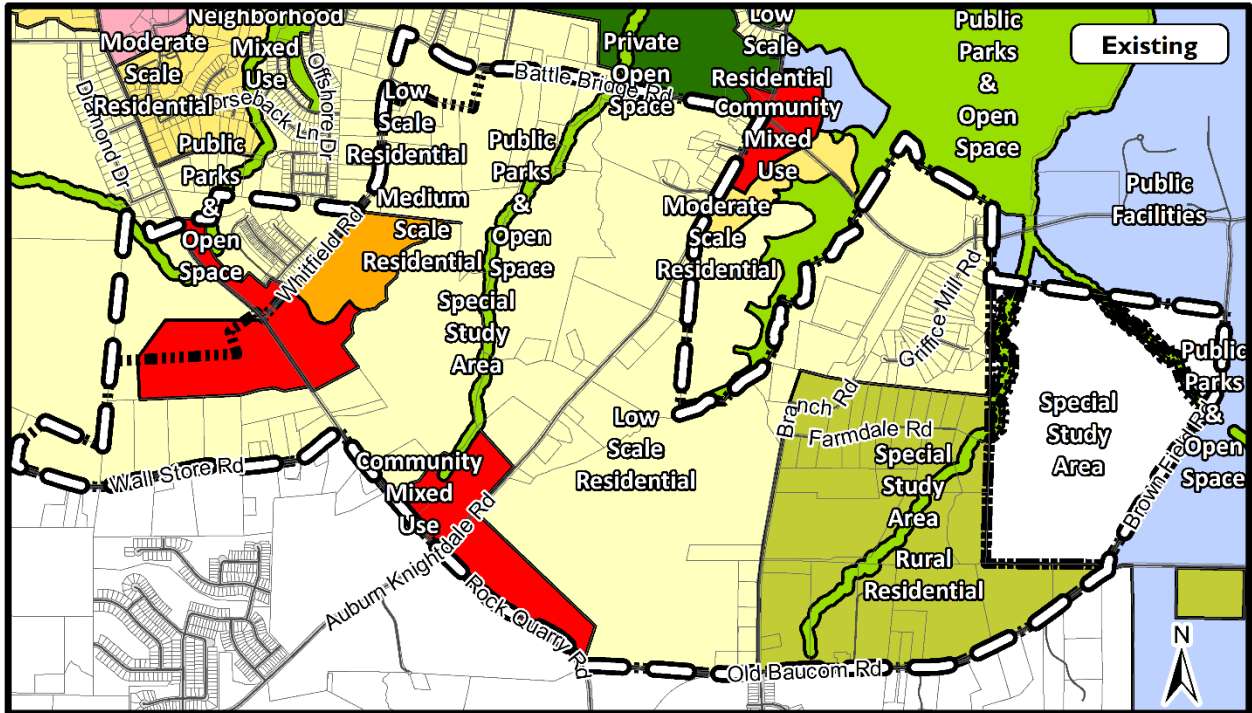 Existing
Neighborhood
Mixed
Use
Moderate
Scale
Residential
Diamond Dr
Horseback Ln
Offshore Dr
Public
Parks
&
Open
Space
Low
Scale
Residential
Battle Bridge Rd
Private
Open
Space
Low
Scale
Residential
Community
Mixed
Use
Public
Parks
&
Open
Space
Public
Facilities
Medium
Scale
Residential
Whitfield Rd
Public
Parks
&
Open
Space
Special
Study
Area
Moderate
Scale
Residential
Griffice Mill Rd
Branch Rd
Farmdale Rd
Special
Study
Area
Rural
Residential
Special
Study
Area
Public
Parks
&
Open
Space
Brown Field Rd
Low
Scale
Residential
Wall Store Rd
Community
Mixed
Use
Auburn Knightdale Rd
Rock Quarry Rd
Old Baucom Rd
N